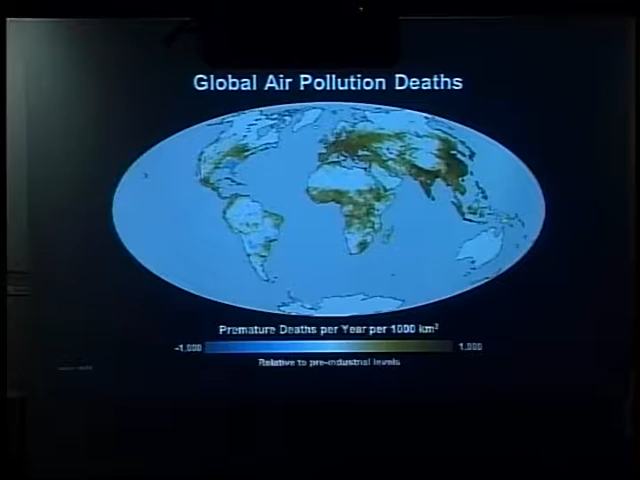 Global Air Pollution Deaths
Premature Deaths per Year per 1000 km²
-1,000
1,000
Relative to pre-industrial levels